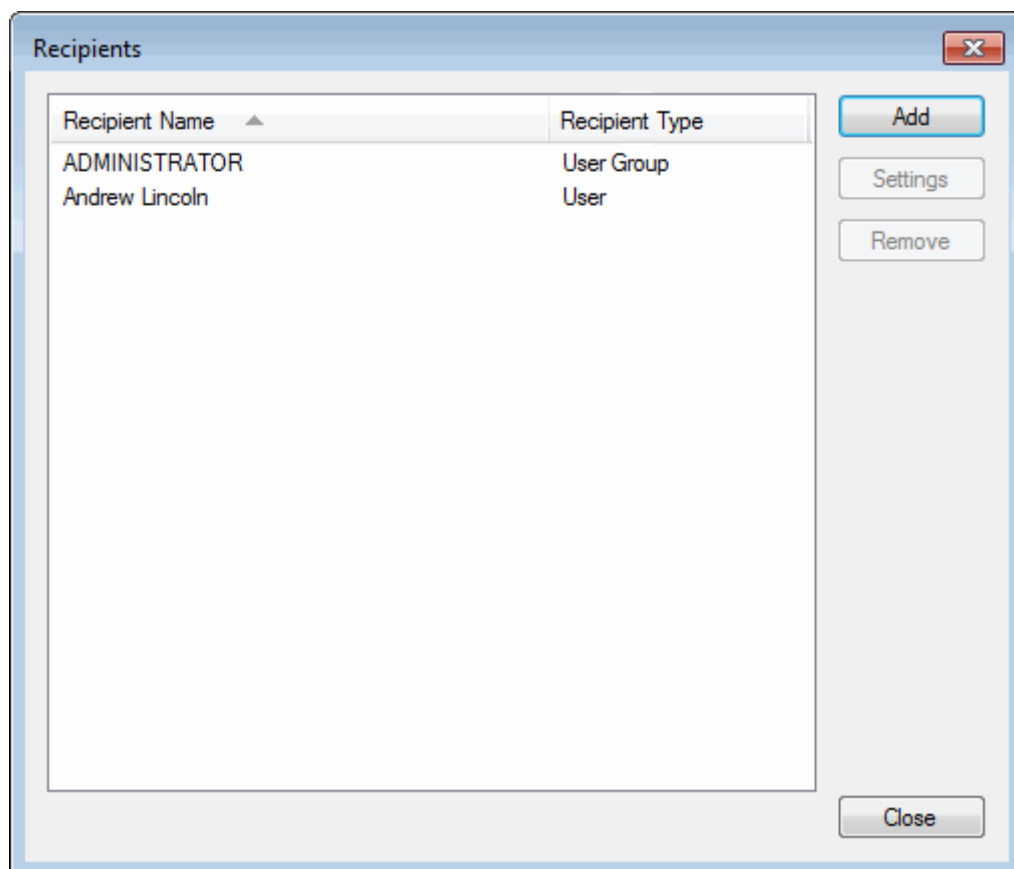 Recipients
Recipient Name Recipient Type
ADMINISTRATOR User Group
Andrew Lincoln User
Add
Settings
Remove
Close